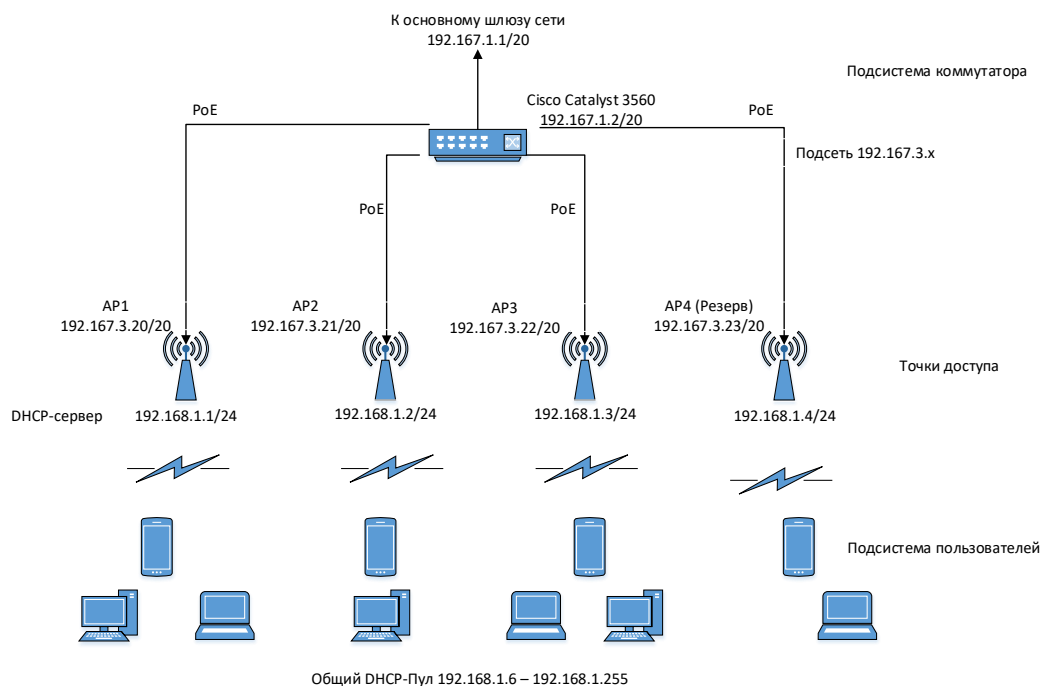 К основному шлюзу сети
192.167.1.1/20
Подсистема коммутатора
PoE
Cisco Catalyst 3560
192.167.1.2/20
PoE
Подсеть 192.167.3.x
PoE
PoE
AP1
192.167.3.20/20
AP2
192.167.3.21/20
AP3
192.167.3.22/20
AP4 (Резерв)
192.167.3.23/20
Точки доступа
DHCP-сервер
192.168.1.1/24
192.168.1.2/24
192.168.1.3/24
192.168.1.4/24
Подсистема пользователей
Общий DHCP-Пул 192.168.1.6 – 192.168.1.255